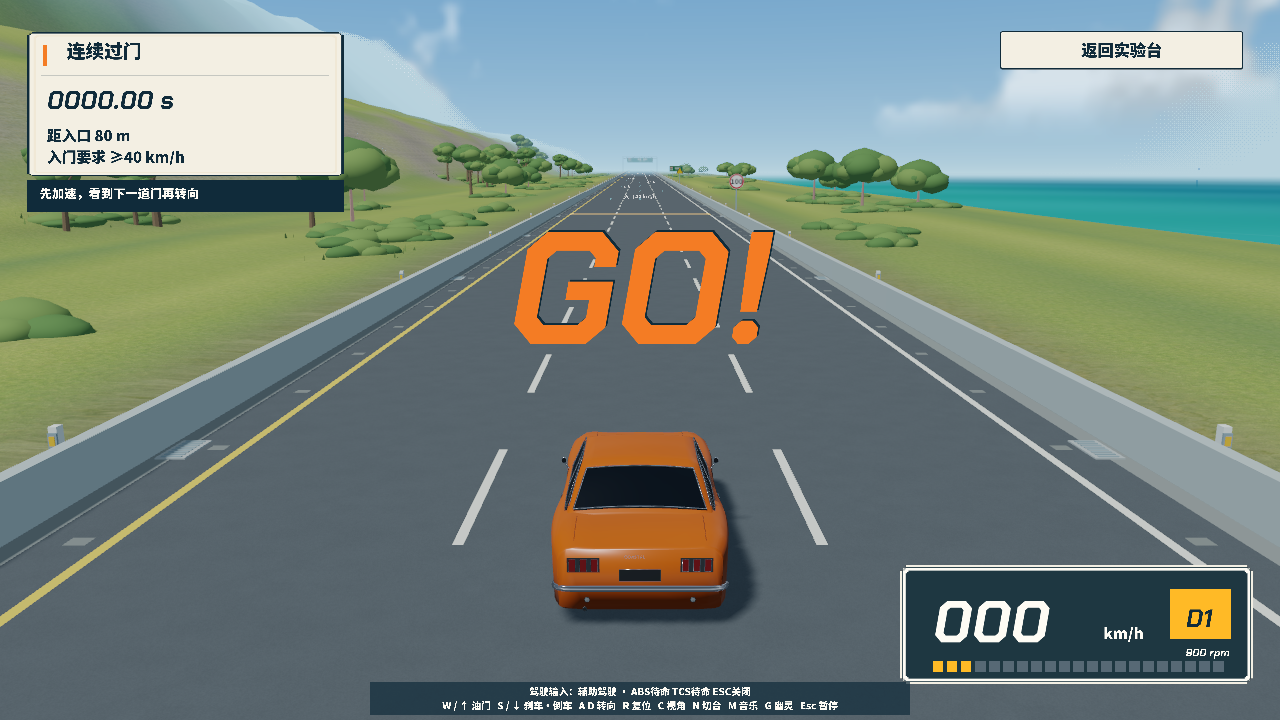 连续过门
0000.00 s
距入口 80 m
入门要求 ≥40 km/h
先加速，看到下一道门再转向
返回实验台
100
GO!
000 km/h D1
900 rpm
驾驶输入：辅助驾驶 · ABS待命 TCS待命 ESC关闭
W / ↑ 油门 S / ↓ 刹车·倒车 A D 转向 R 复位 C 视角 N 切台 M 音乐 G 幽灵 Esc 暂停